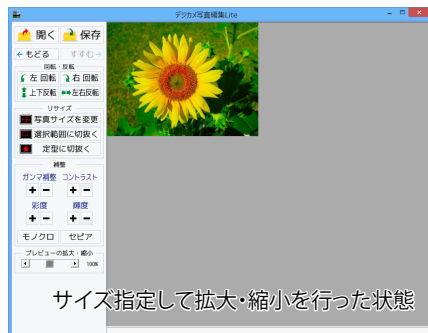 デジカメ写真編集Lite
開く 保存
←もどる すすむ→
回転・反転
左 回転 右 回転
上下反転 左右反転
リサイズ
写真サイズを変更
選択範囲に切抜く
定型に切抜く
補整
ガンマ補整 コントラスト
+ - + -
彩度 輝度
+ - + -
モノクロ セピア
プレビューの拡大・縮小
100%
サイズ指定して拡大・縮小を行った状態